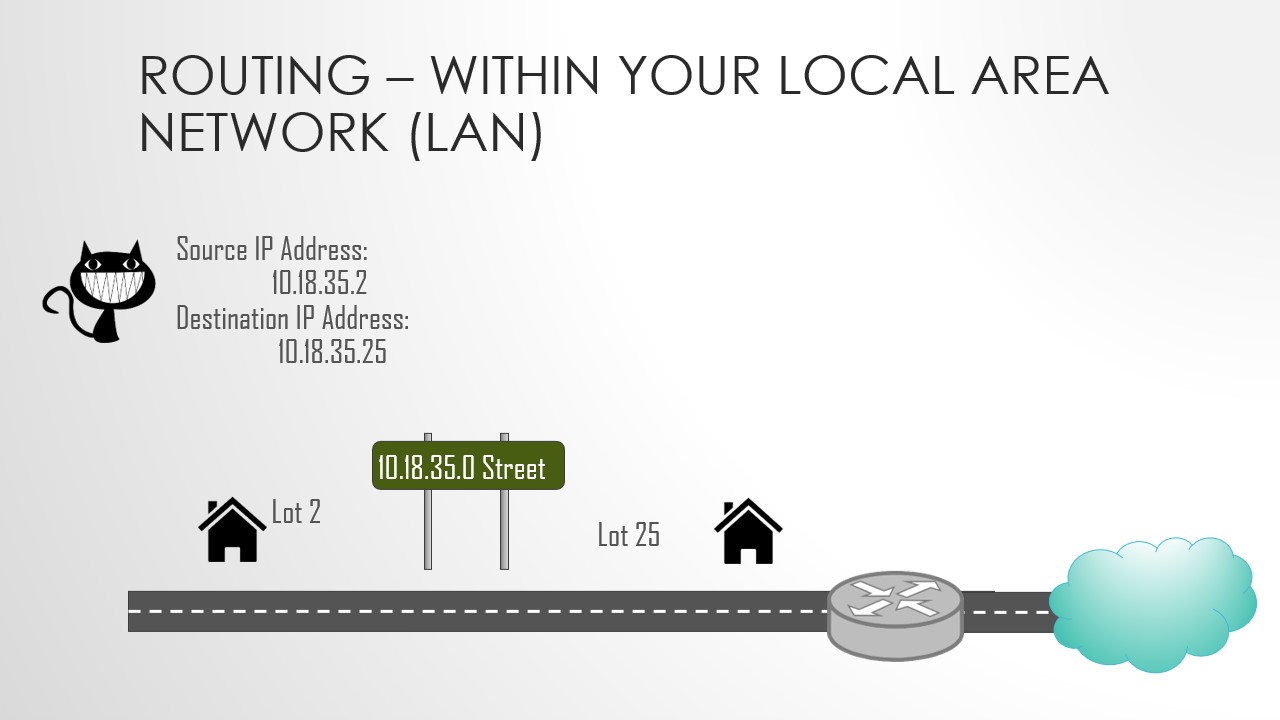 ROUTING – WITHIN YOUR LOCAL AREA
NETWORK (LAN)
Source IP Address:
10.18.35.2
Destination IP Address:
10.18.35.25
10.18.35.0 Street
Lot 2
Lot 25